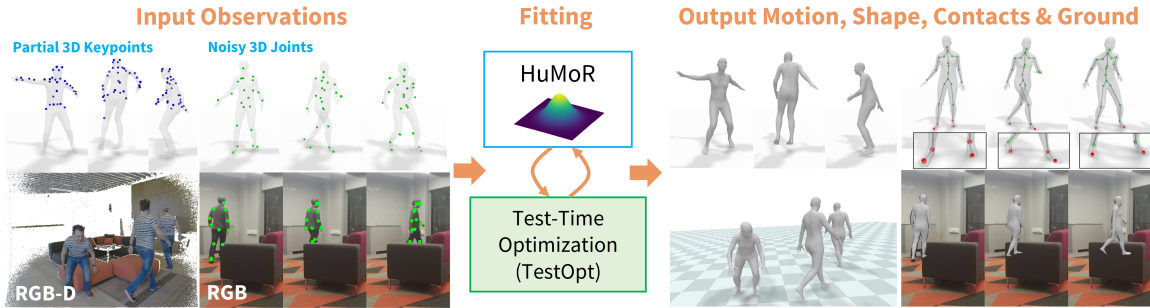 Input Observations
Partial 3D Keypoints
Noisy 3D Joints
RGB-D
RGB
Fitting
HuMoR
Test-Time
Optimization
(TestOpt)
Output Motion, Shape, Contacts & Ground